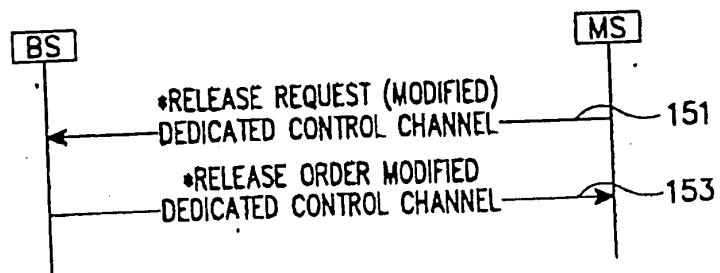 BS
MS
*RELEASE REQUEST (MODIFIED)
DEDICATED CONTROL CHANNEL
151
*RELEASE ORDER MODIFIED
DEDICATED CONTROL CHANNEL
153